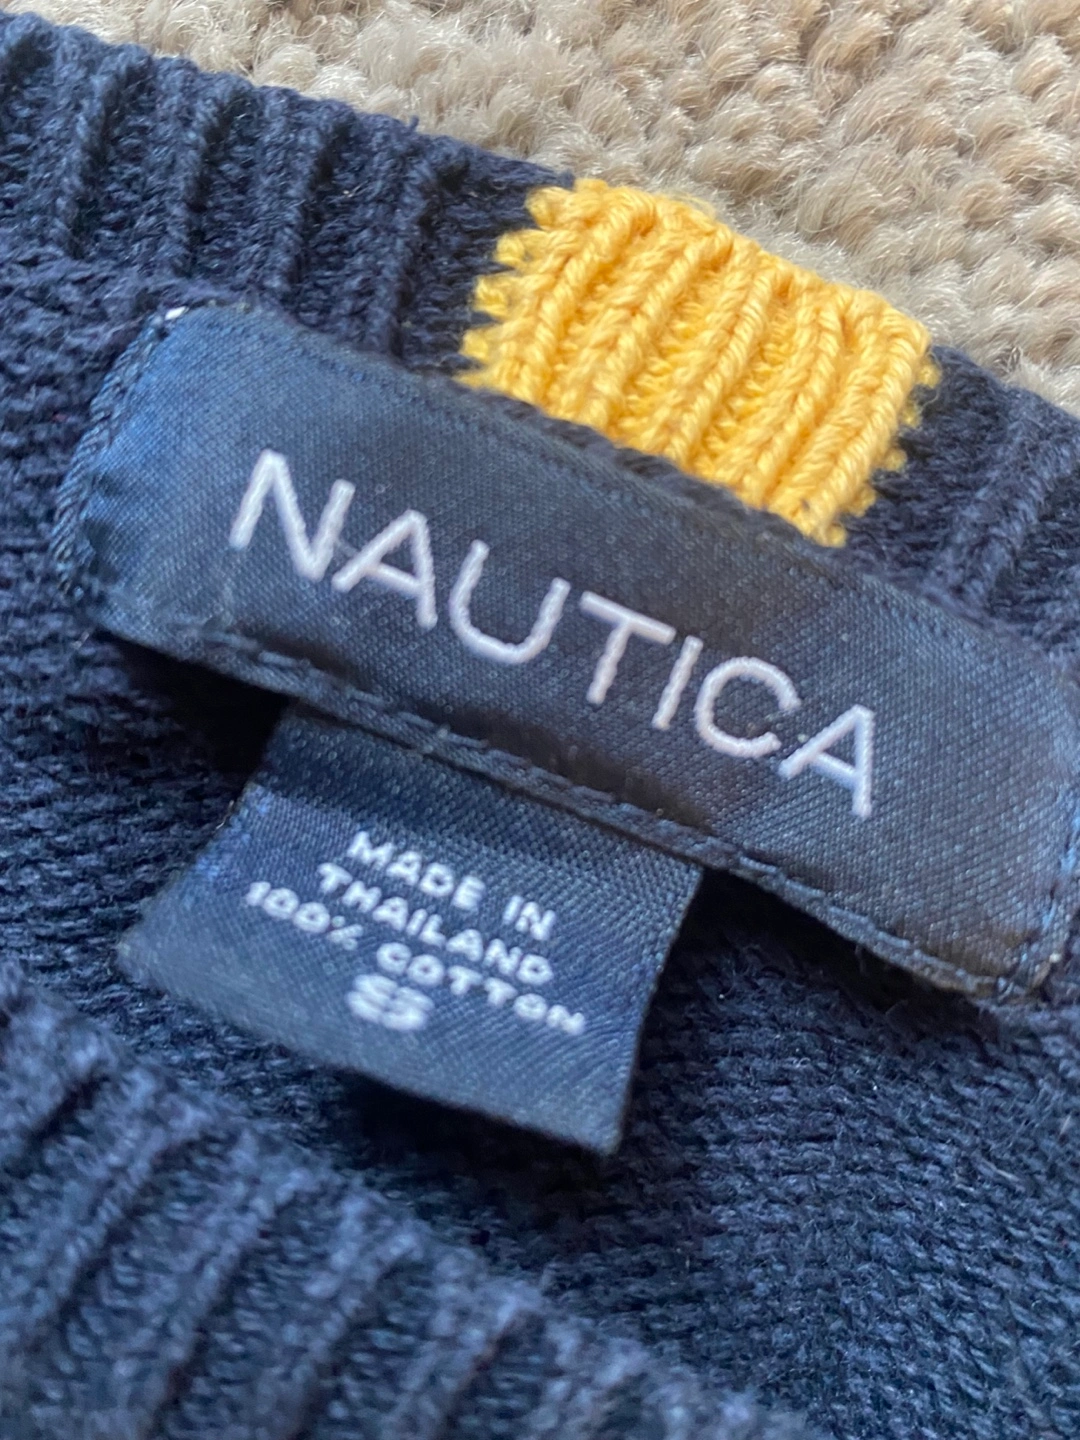 NAUTICA
MADE IN
THAILAND
100% COTTON
S